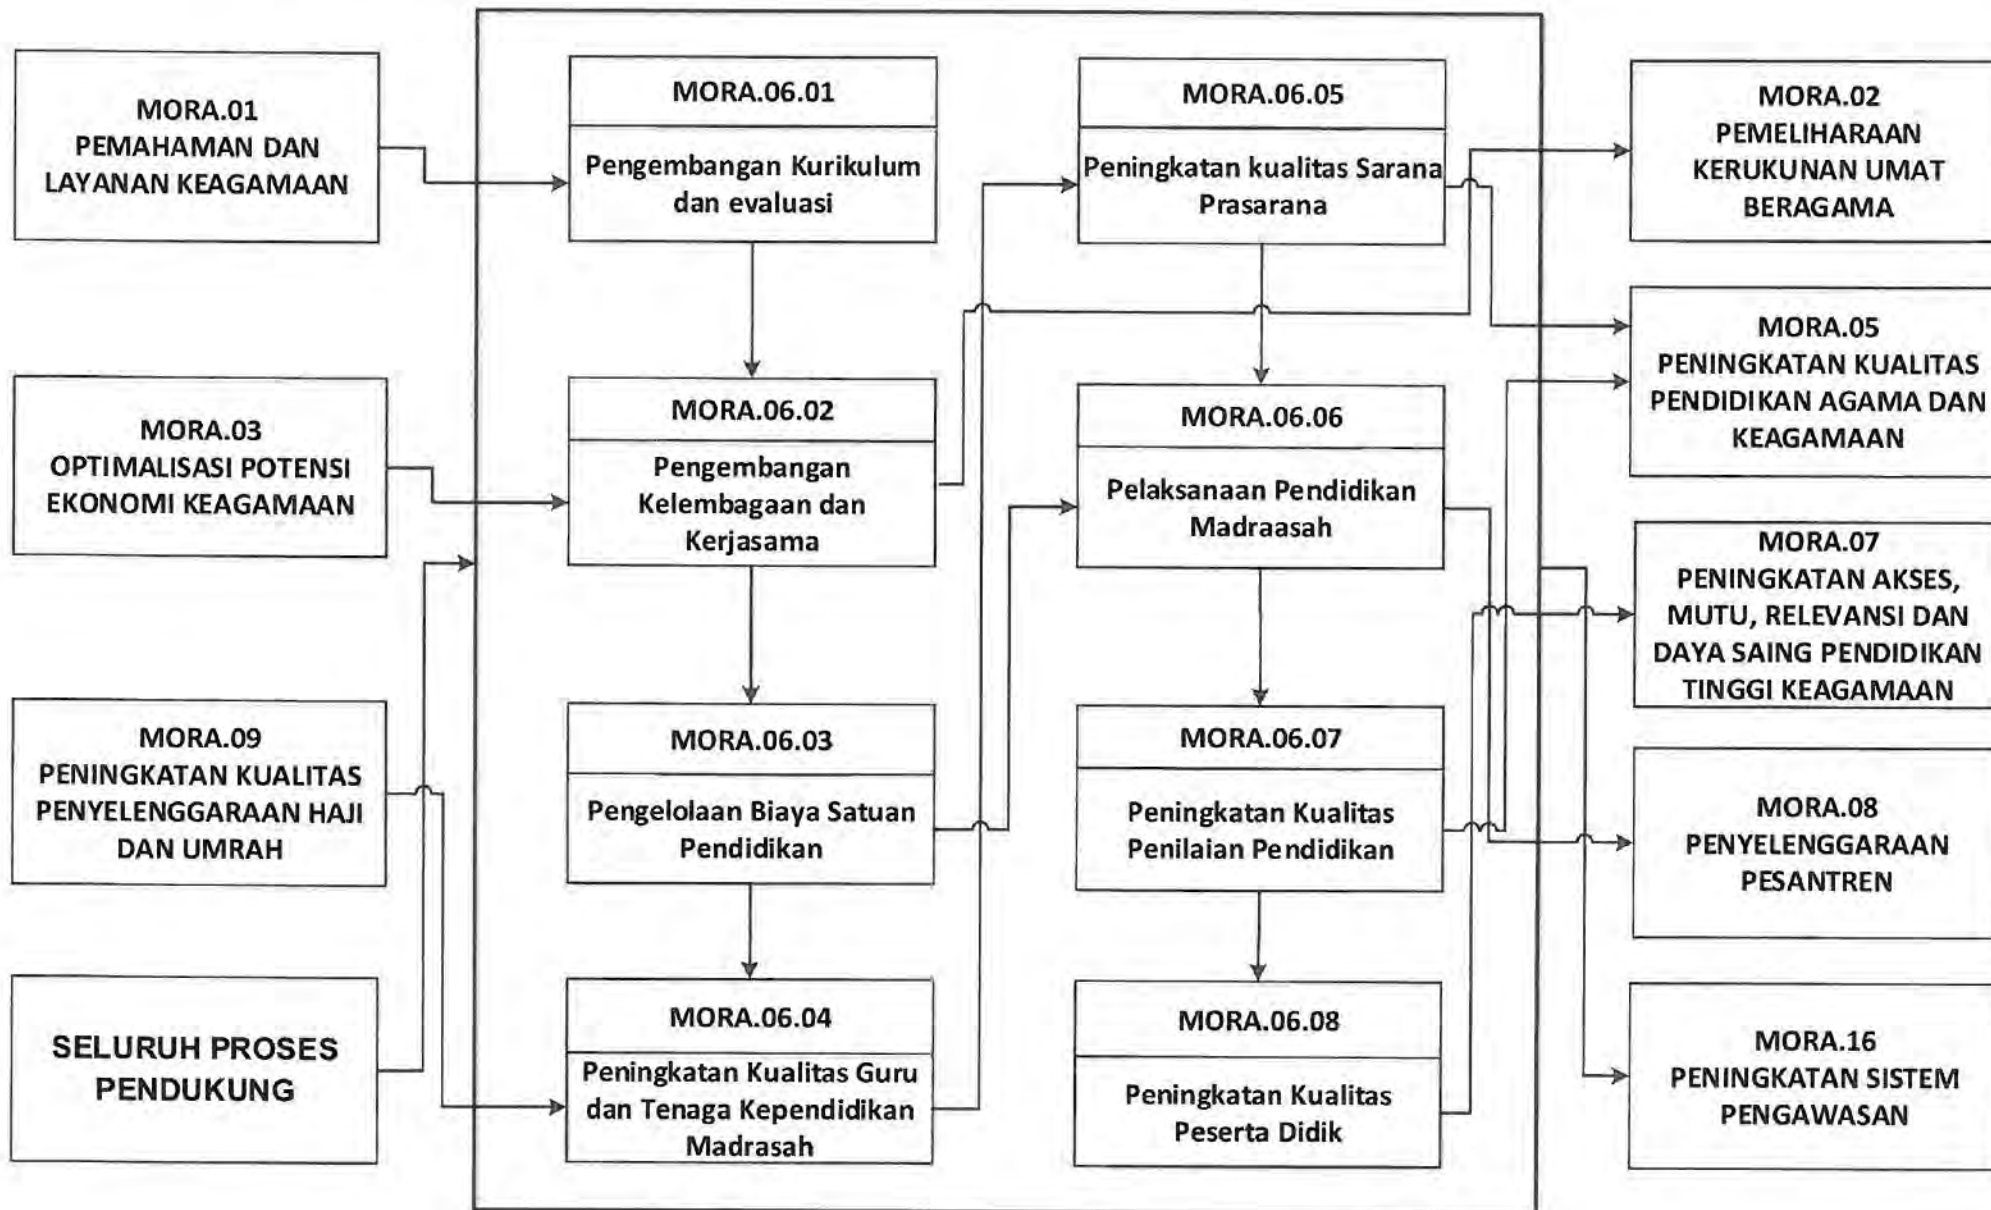 MORA.01
PEMAHAMAN DAN
LAYANAN KEAGAMAAN
MORA.03
OPTIMALISASI POTENSI
EKONOMI KEAGAMAAN
MORA.09
PENINGKATAN KUALITAS
PENYELENGGARAAN HAJI
DAN UMRAH
SELURUH PROSES
PENDUKUNG
MORA.06.01
Pengembangan Kurikulum
dan evaluasi
MORA.06.02
Pengembangan
Kelembagaan dan
Kerjasama
MORA.06.03
Pengelolaan Biaya Satuan
Pendidikan
MORA.06.04
Peningkatan Kualitas Guru
dan Tenaga Kependidikan
Madrasah
MORA.06.05
Peningkatan kualitas Sarana
Prasarana
MORA.06.06
Pelaksanaan Pendidikan
Madraasah
MORA.06.07
Peningkatan Kualitas
Penilaian Pendidikan
MORA.06.08
Peningkatan Kualitas
Peserta Didik
MORA.02
PEMELIHARAAN
KERUKUNAN UMAT
BERAGAMA
MORA.05
PENINGKATAN KUALITAS
PENDIDIKAN AGAMA DAN
KEAGAMAAN
MORA.07
PENINGKATAN AKSES,
MUTU, RELEVANSI DAN
DAYA SAING PENDIDIKAN
TINGGI KEAGAMAAN
MORA.08
PENYELENGGARAAN
PESANTREN
MORA.16
PENINGKATAN SISTEM
PENGAWASAN